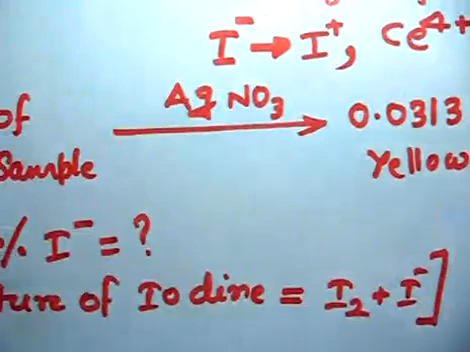 I⁻ → I⁺, Ce⁴⁺
of AgNO₃ 0.0313
Sample Yellow
% I⁻ = ?
ture of Iodine = I₂ + I⁻]